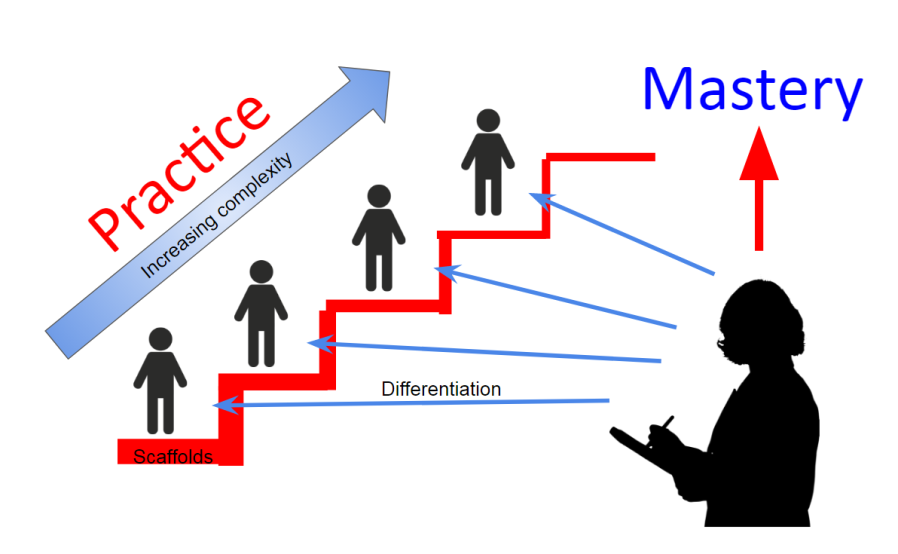 Mastery
Practice
Increasing complexity
Differentiation
Scaffolds